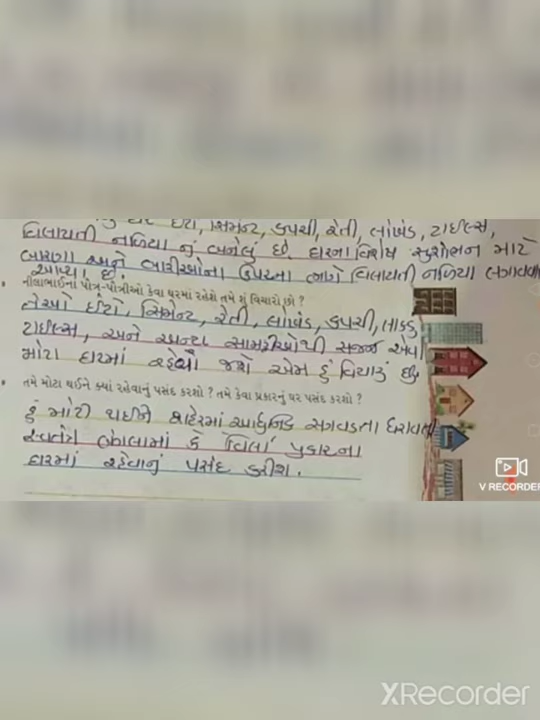 ઘર ઈંટો, સિમેન્ટ, કપચી, રેતી, લોખંડ, ટાઈલ્સ,
વિલાયતી નળિયા નું બનેલું છે. ઘરના વિશેષ સુશોભન માટે
બારણા અને બારીઓના ઉપરના ભાગે વિલાયતી નળિયા લગાવવા
આવ્યા છે.
• નીલાભાઈના પૌત્ર-પૌત્રીઓ કેવા ઘરમાં રહેશે તમે શું વિચારો છો ?
તેઓ ઈંટો, સિમેન્ટ, રેતી, લોખંડ, કપચી, લાકડુ,
ટાઈલ્સ, અને અન્ય સામગ્રીઓથી સજ્જ એવા
મોટા ઘરમાં રહેવા જશે એમ હું વિચારું છું.
• તમે મોટા થઈને ક્યાં રહેવાનું પસંદ કરશો ? તમે કેવા પ્રકારનું ઘર પસંદ કરશો ?
હું મોટી થઈને શહેરમાં આધુનિક સગવડતા ધરાવતા
સ્વતંત્ર બંગલામાં કે વિલા પ્રકારના
ઘરમાં રહેવાનું પસંદ કરીશ.
V RECORDER
XRecorder